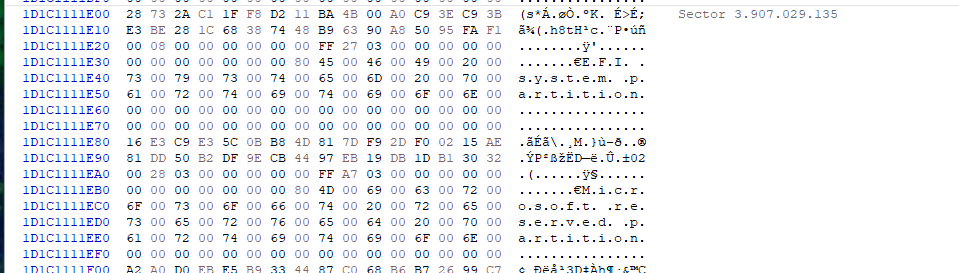 1D1C1111E00 28 73 2A C1 1F F8 D2 11 BA 4B 00 A0 C9 3E C9 3B (s*Á.øÒ.ºK. É>É; Sector 3.907.029.135
1D1C1111E10 E3 BE 28 1C 68 38 74 48 B9 63 90 A8 50 95 FA F1 ã¾(.h8tH¹c.¨P•úñ
1D1C1111E20 00 08 00 00 00 00 00 00 FF 27 03 00 00 00 00 00 ........ÿ'......
1D1C1111E30 00 00 00 00 00 00 00 80 45 00 46 00 49 00 20 00 .......€E.F.I. .
1D1C1111E40 73 00 79 00 73 00 74 00 65 00 6D 00 20 00 70 00 s.y.s.t.e.m. .p.
1D1C1111E50 61 00 72 00 74 00 69 00 74 00 69 00 6F 00 6E 00 a.r.t.i.t.i.o.n.
1D1C1111E60 00 00 00 00 00 00 00 00 00 00 00 00 00 00 00 00 ................
1D1C1111E70 00 00 00 00 00 00 00 00 00 00 00 00 00 00 00 00 ................
1D1C1111E80 16 E3 C9 E3 5C 0B B8 4D 81 7D F9 2D F0 02 15 AE .ãÉã\.¸M.}ù-ð..®
1D1C1111E90 81 DD 50 B2 DF 9E CB 44 97 EB 19 DB 1D B1 30 32 .ÝP²ßžËD—ë.Û.±02
1D1C1111EA0 00 28 03 00 00 00 00 00 FF A7 03 00 00 00 00 00 .(......ÿ§......
1D1C1111EB0 00 00 00 00 00 00 00 80 4D 00 69 00 63 00 72 00 .......€M.i.c.r.
1D1C1111EC0 6F 00 73 00 6F 00 66 00 74 00 20 00 72 00 65 00 o.s.o.f.t. .r.e.
1D1C1111ED0 73 00 65 00 72 00 76 00 65 00 64 00 20 00 70 00 s.e.r.v.e.d. .p.
1D1C1111EE0 61 00 72 00 74 00 69 00 74 00 69 00 6F 00 6E 00 a.r.t.i.t.i.o.n.
1D1C1111EF0 00 00 00 00 00 00 00 00 00 00 00 00 00 00 00 00 ................
1D1C1111F00 A2 A0 D0 EB E5 B9 33 44 87 C0 68 B6 B7 26 99 C7 ¢ Ðëå¹3D‡Àh¶·&™Ç